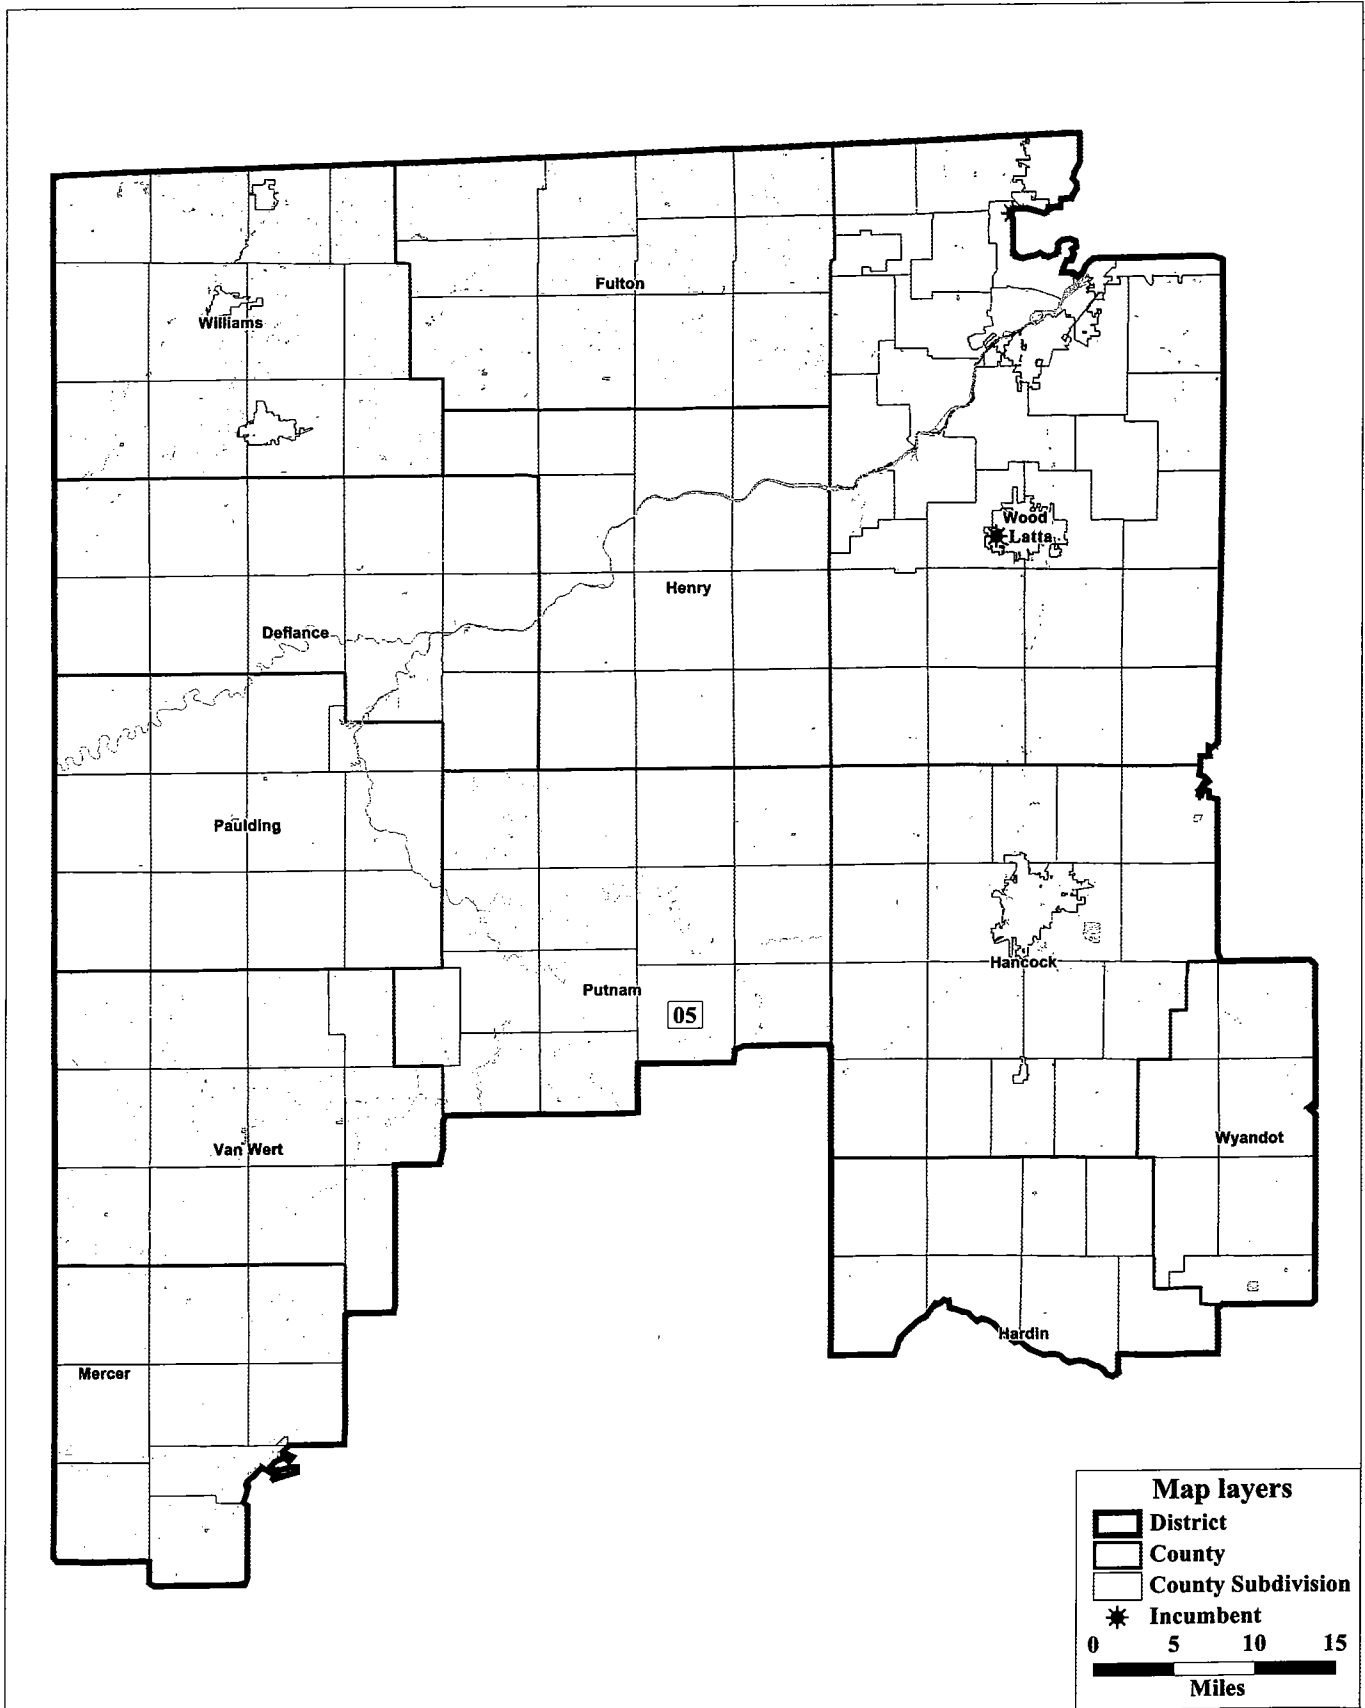 Fulton
Williams
Wood
Latta
Henry
Defiance
Paulding
Hancock
Putnam
05
Wyandot
Van Wert
Hardin
Mercer
Map layers
District
County
County Subdivision
Incumbent
0 5 10 15
Miles